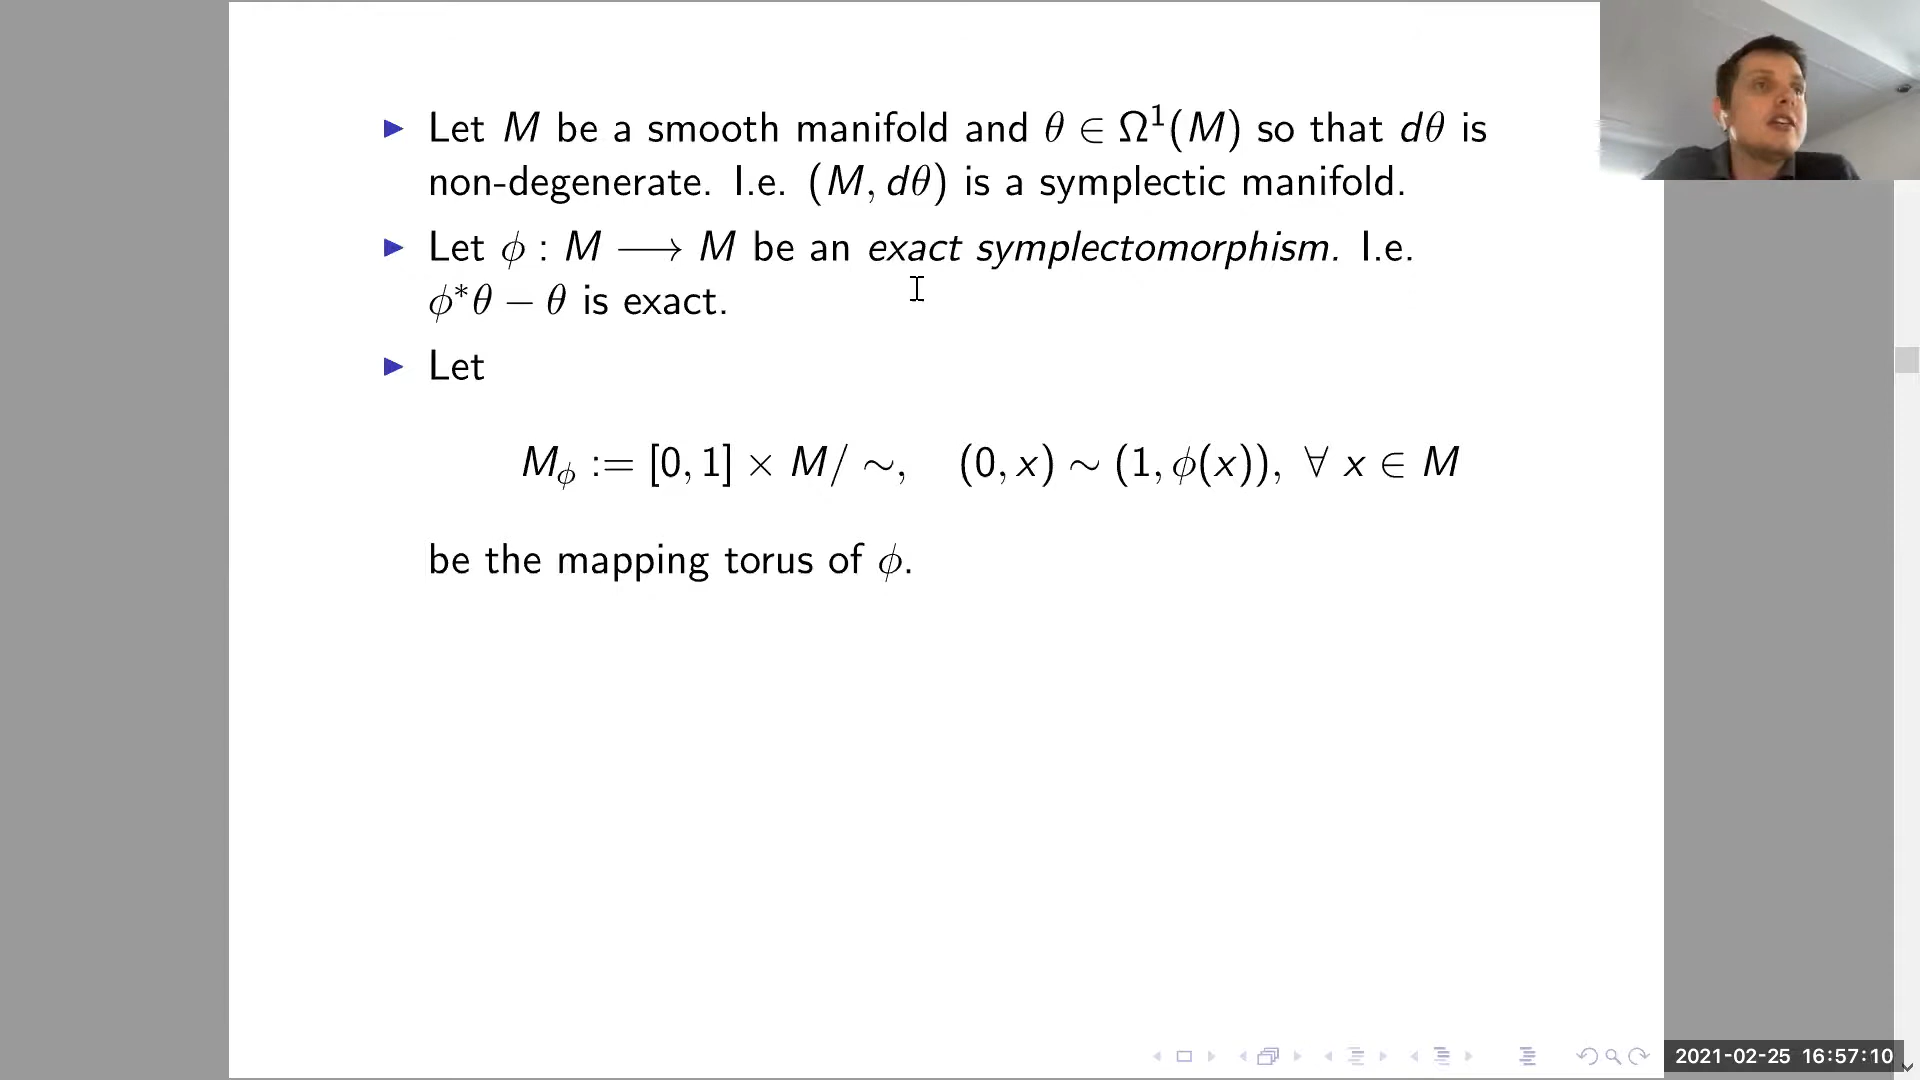 ▶ Let M be a smooth manifold and θ ∈ Ω¹(M) so that dθ is
non-degenerate. I.e. (M, dθ) is a symplectic manifold.
▶ Let ϕ : M ⟶ M be an exact symplectomorphism. I.e.
ϕ*θ − θ is exact.
▶ Let
M_ϕ := [0, 1] × M/ ∼, (0, x) ∼ (1, ϕ(x)), ∀ x ∈ M
be the mapping torus of ϕ.
2021-02-25 16:57:10